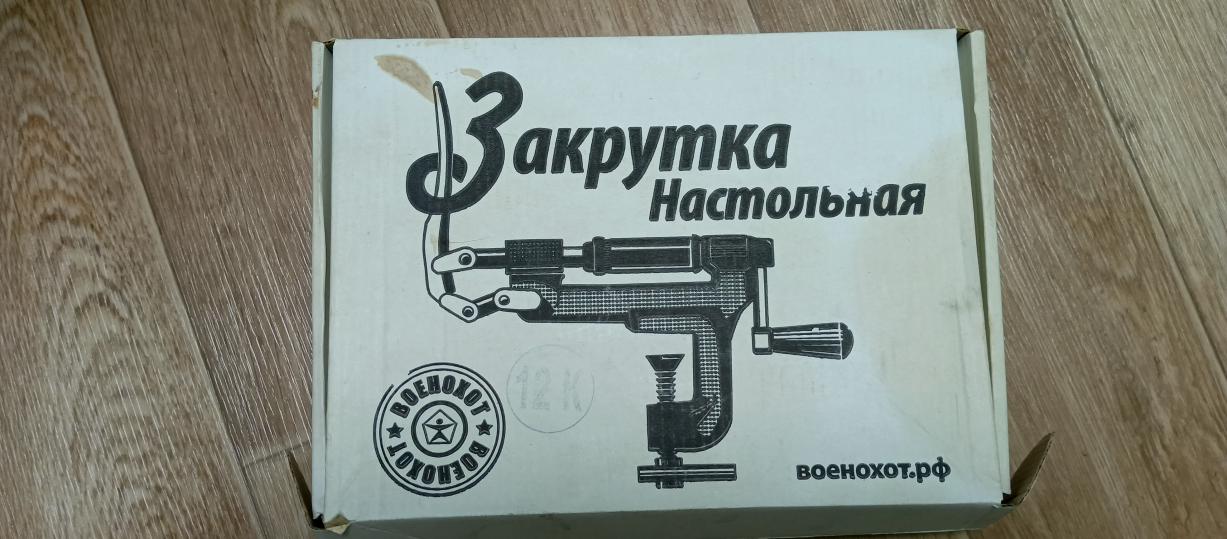 Закрутка
Настольная
ВОЕНОХОТ
ВОЕНОХОТ
12 К
военохот.рф